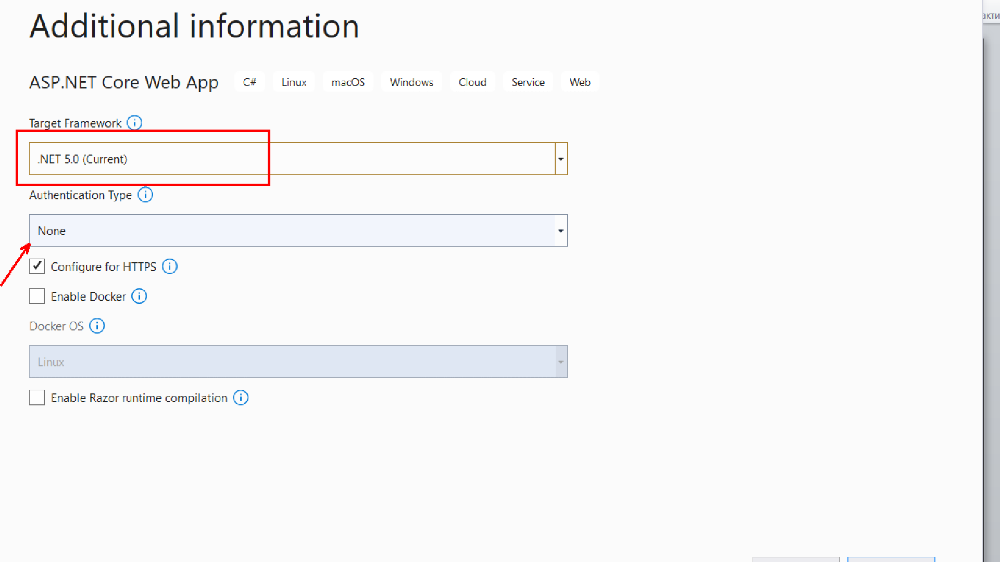 Additional information
акти
ASP.NET Core Web App C# Linux macOS Windows Cloud Service Web
Target Framework
.NET 5.0 (Current)
Authentication Type
None
Configure for HTTPS
Enable Docker
Docker OS
Linux
Enable Razor runtime compilation